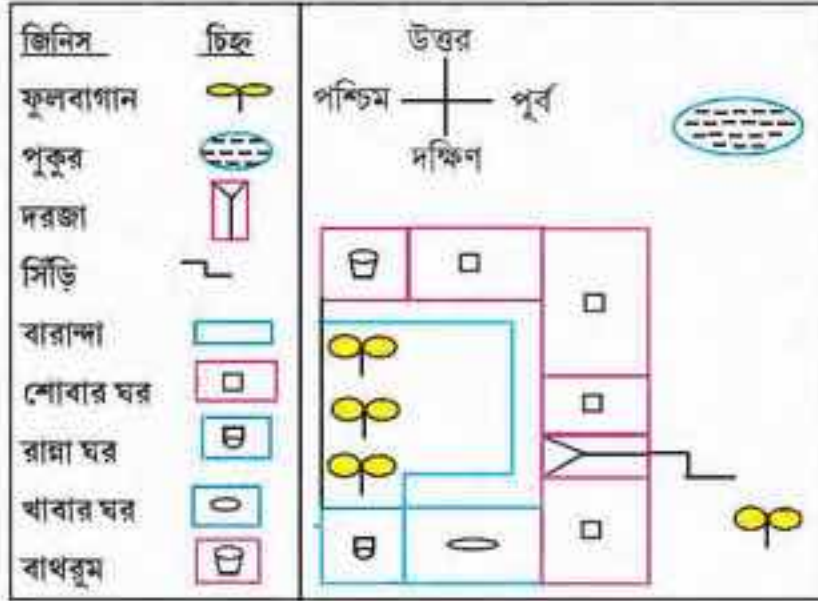 জিনিস চিহ্ন
ফুলবাগান
পুকুর
দরজা
সিঁড়ি
বারান্দা
শোবার ঘর
রান্না ঘর
খাবার ঘর
বাথরুম
উত্তর
পশ্চিম পূর্ব
দক্ষিণ